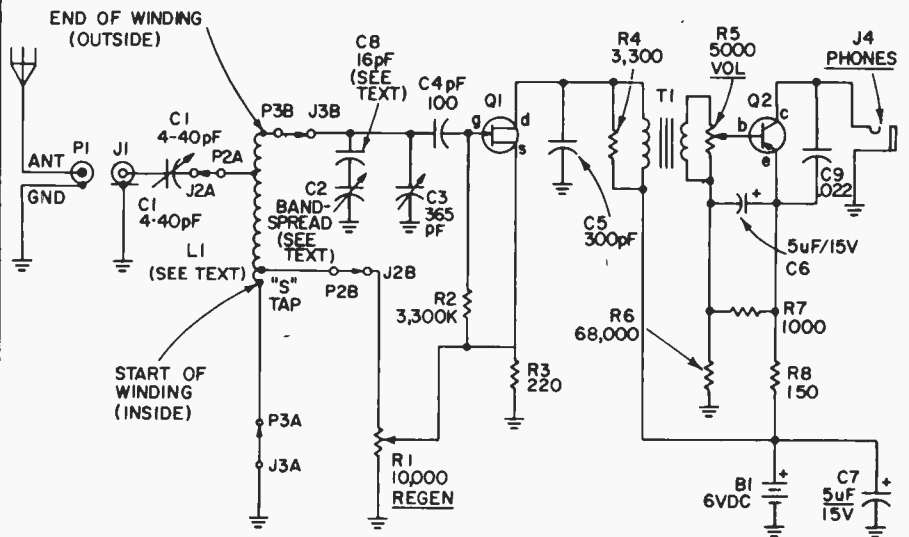 END OF WINDING
(OUTSIDE)
C8
16pF
(SEE
TEXT)
C4pF
100
R4
3,300
R5
5000
VOL
J4
PHONES
P3B
J3B
Q1
g
d
s
T1
Q2
b
c
e
C1
4-40pF
P1
J1
P2A
J2A
ANT
GND
C1
4-40pF
L1
(SEE TEXT)
C2
BAND-
SPREAD
(SEE
TEXT)
C3
365
pF
C5
300pF
C9
.022
+
5uF/15V
C6
"S"
TAP
P2B
J2B
R2
3,300K
R6
68,000
R7
1000
R3
220
R8
150
START OF
WINDING
(INSIDE)
P3A
J3A
R1
10,000
REGEN
B1
6VDC
+
C7
5uF
15V
+